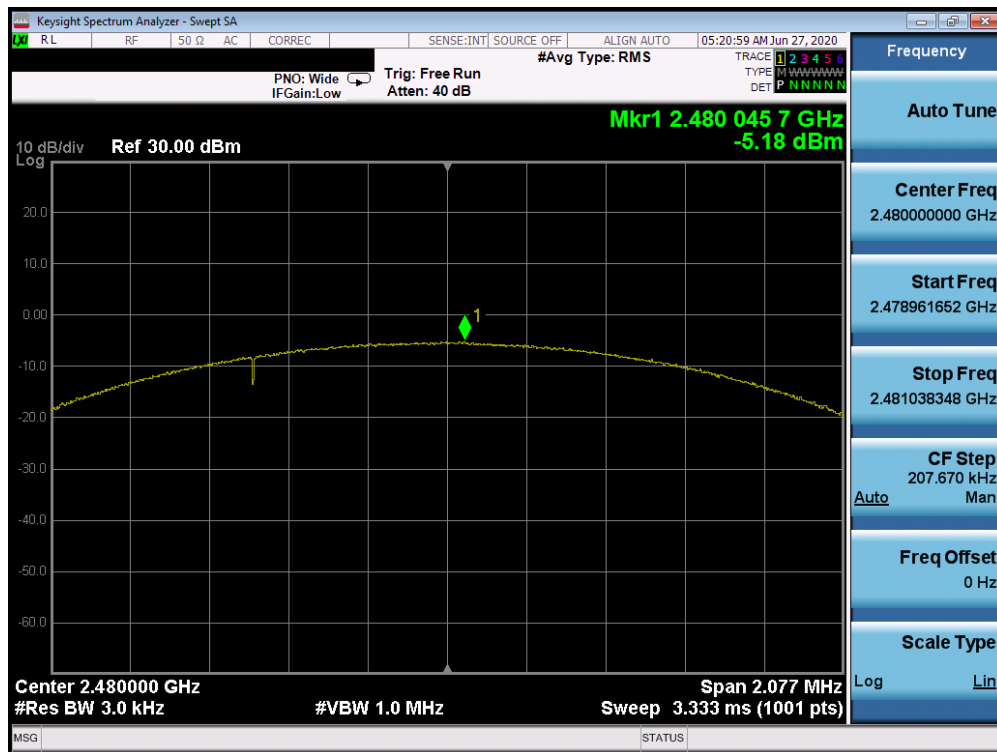 Keysight Spectrum Analyzer - Swept SA
LXI RL RF 50 Ω AC CORREC SENSE:INT SOURCE OFF ALIGN AUTO 05:20:59 AM Jun 27, 2020
Frequency
#Avg Type: RMS TRACE 1 2 3 4 5 6
PNO: Wide Trig: Free Run TYPE M WWWWW
IFGain:Low Atten: 40 dB DET P N N N N N
Auto Tune
Mkr1 2.480 045 7 GHz
-5.18 dBm
10 dB/div Ref 30.00 dBm
Log
Center Freq
2.480000000 GHz
20.0
10.0
Start Freq
2.478961652 GHz
0.00
1
-10.0
Stop Freq
2.481038348 GHz
-20.0
-30.0
CF Step
207.670 kHz
Auto Man
-40.0
-50.0
Freq Offset
0 Hz
-60.0
Scale Type
Log Lin
Center 2.480000 GHz Span 2.077 MHz
#Res BW 3.0 kHz #VBW 1.0 MHz Sweep 3.333 ms (1001 pts)
MSG STATUS